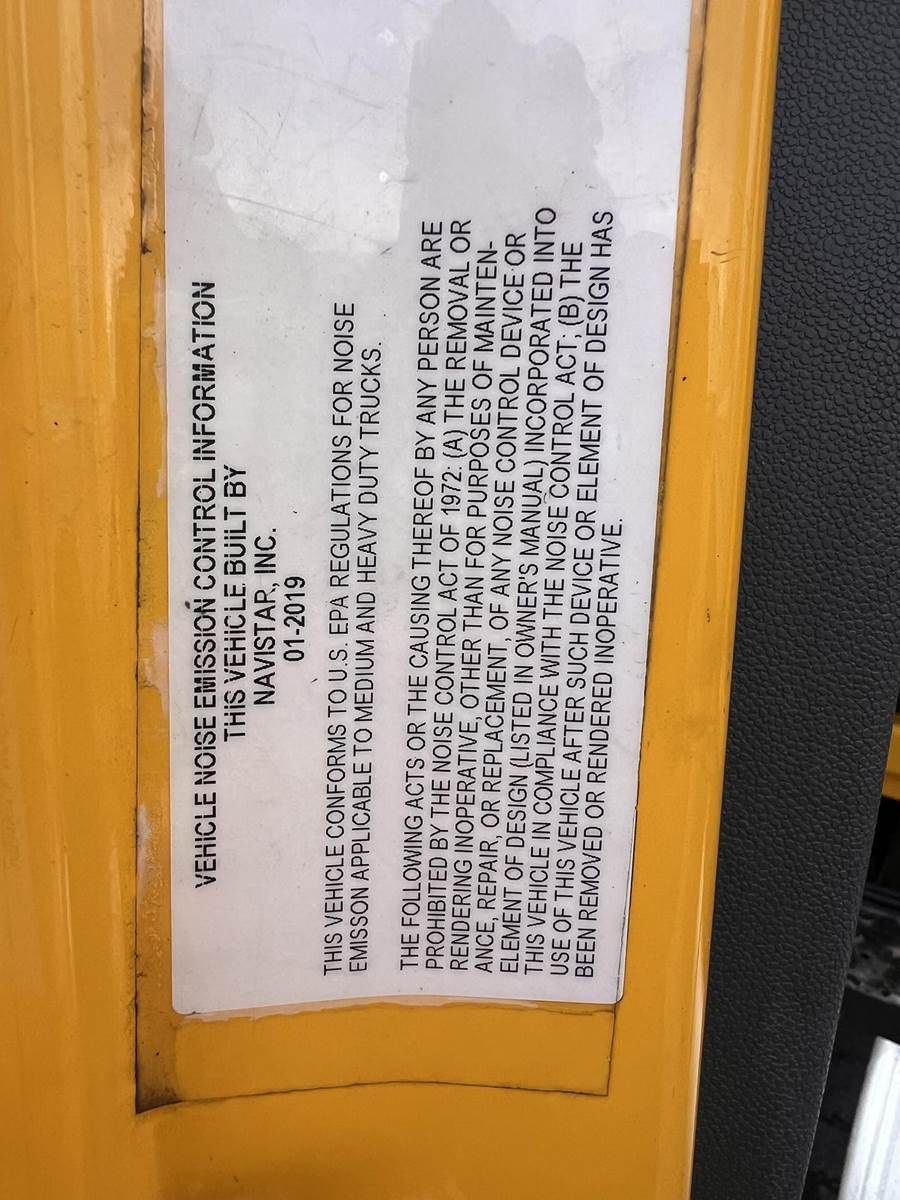 VEHICLE NOISE EMISSION CONTROL INFORMATION
THIS VEHICLE BUILT BY
NAVISTAR, INC.
01-2019
THIS VEHICLE CONFORMS TO U.S. EPA REGULATIONS FOR NOISE
EMISSON APPLICABLE TO MEDIUM AND HEAVY DUTY TRUCKS.
THE FOLLOWING ACTS OR THE CAUSING THEREOF BY ANY PERSON ARE
PROHIBITED BY THE NOISE CONTROL ACT OF 1972: (A) THE REMOVAL OR
RENDERING INOPERATIVE, OTHER THAN FOR PURPOSES OF MAINTEN-
ANCE, REPAIR, OR REPLACEMENT, OF ANY NOISE CONTROL DEVICE OR
ELEMENT OF DESIGN (LISTED IN OWNER'S MANUAL) INCORPORATED INTO
THIS VEHICLE IN COMPLIANCE WITH THE NOISE CONTROL ACT; (B) THE
USE OF THIS VEHICLE AFTER SUCH DEVICE OR ELEMENT OF DESIGN HAS
BEEN REMOVED OR RENDERED INOPERATIVE.